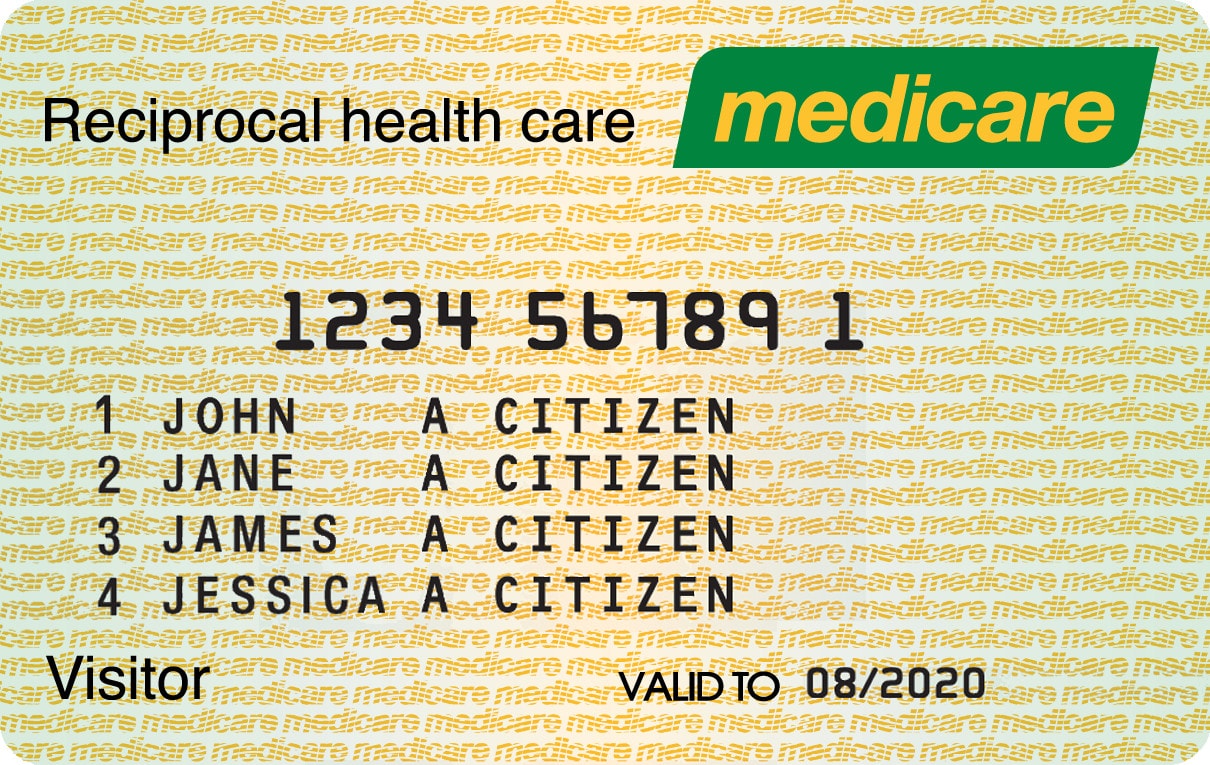 Reciprocal health care
medicare
1234 56789 1
1 JOHN A CITIZEN
2 JANE A CITIZEN
3 JAMES A CITIZEN
4 JESSICA A CITIZEN
Visitor
VALID TO 08/2020